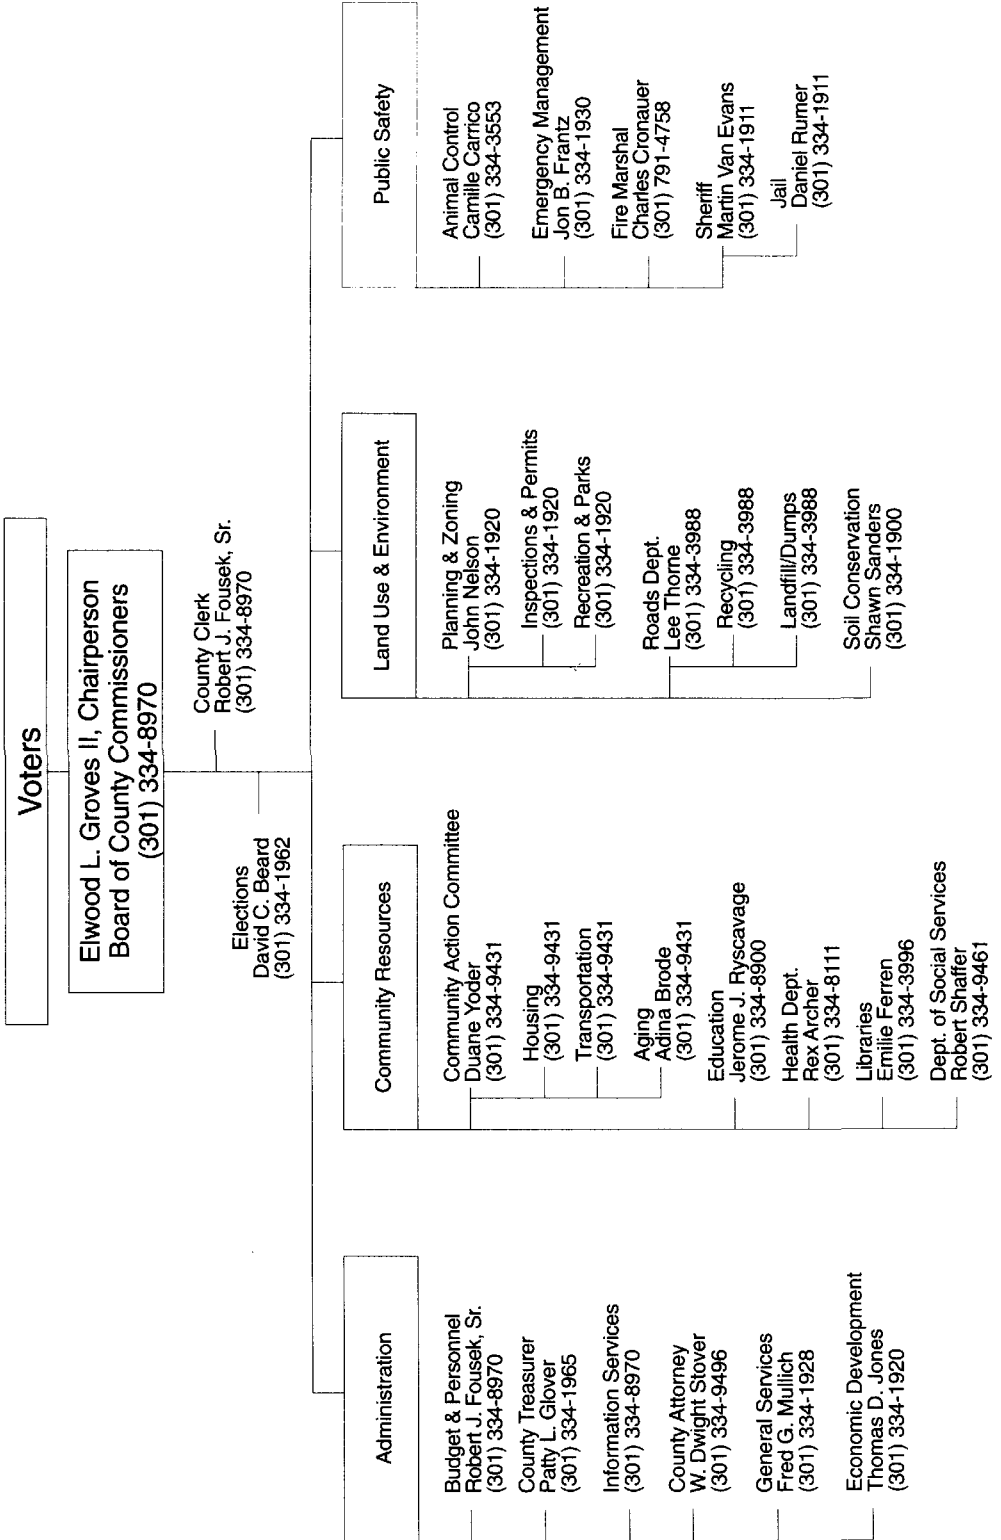 Voters
Elwood L. Groves II, Chairperson
Board of County Commissioners
(301) 334-8970
County Clerk
Robert J. Fousek, Sr.
(301) 334-8970
Elections
David C. Beard
(301) 334-1962
Administration
Budget & Personnel
Robert J. Fousek, Sr.
(301) 334-8970
County Treasurer
Patty L. Glover
(301) 334-1965
Information Services
(301) 334-8970
County Attorney
W. Dwight Stover
(301) 334-9496
General Services
Fred G. Mullich
(301) 334-1928
Economic Development
Thomas D. Jones
(301) 334-1920
Community Resources
Community Action Committee
Duane Yoder
(301) 334-9431
Housing
(301) 334-9431
Transportation
(301) 334-9431
Aging
Adina Brode
(301) 334-9431
Education
Jerome J. Ryscavage
(301) 334-8900
Health Dept.
Rex Archer
(301) 334-8111
Libraries
Emilie Ferren
(301) 334-3996
Dept. of Social Services
Robert Shaffer
(301) 334-9461
Land Use & Environment
Planning & Zoning
John Nelson
(301) 334-1920
Inspections & Permits
(301) 334-1920
Recreation & Parks
(301) 334-1920
Roads Dept.
Lee Thorne
(301) 334-3988
Recycling
(301) 334-3988
Landfill/Dumps
(301) 334-3988
Soil Conservation
Shawn Sanders
(301) 334-1900
Public Safety
Animal Control
Camille Carrico
(301) 334-3553
Emergency Management
Jon B. Frantz
(301) 334-1930
Fire Marshal
Charles Cronauer
(301) 791-4758
Sheriff
Martin Van Evans
(301) 334-1911
Jail
Daniel Rumer
(301) 334-1911